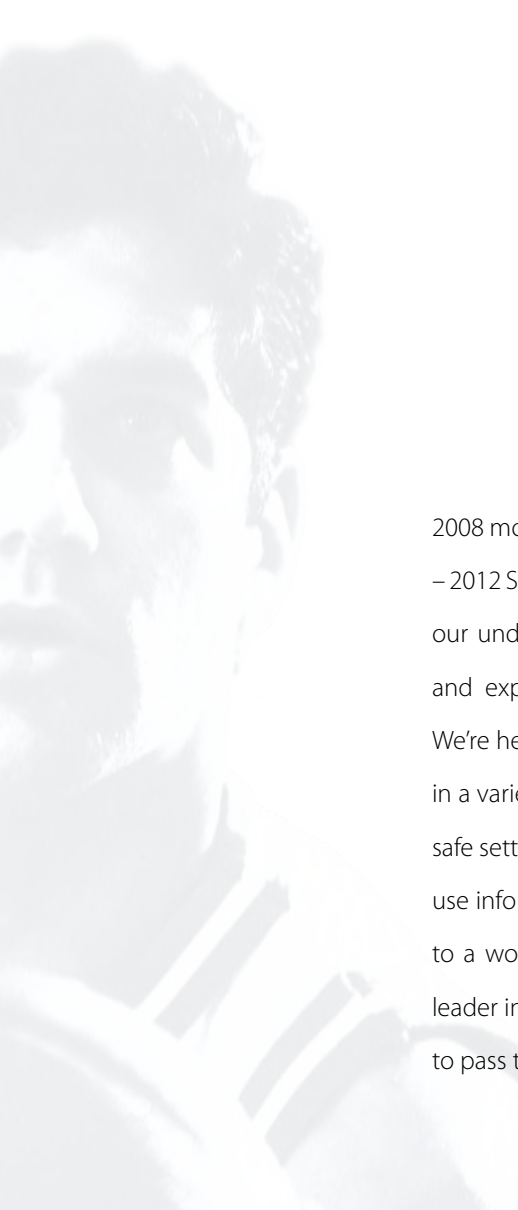 2008 mo
– 2012 S
our und
and exp
We’re he
in a varie
safe sett
use info
to a wo
leader in
to pass t